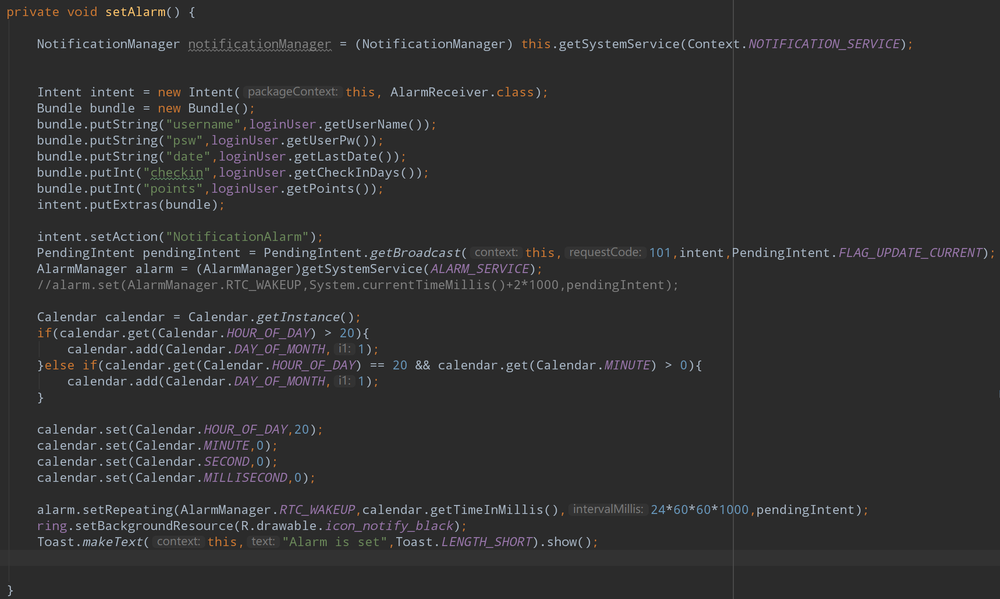 private void setAlarm() {
NotificationManager notificationManager = (NotificationManager) this.getSystemService(Context.NOTIFICATION_SERVICE);
Intent intent = new Intent( packageContext: this, AlarmReceiver.class);
Bundle bundle = new Bundle();
bundle.putString("username",loginUser.getUserName());
bundle.putString("psw",loginUser.getUserPw());
bundle.putString("date",loginUser.getLastDate());
bundle.putInt("checkin",loginUser.getCheckInDays());
bundle.putInt("points",loginUser.getPoints());
intent.putExtras(bundle);
intent.setAction("NotificationAlarm");
PendingIntent pendingIntent = PendingIntent.getBroadcast( context: this, requestCode: 101,intent,PendingIntent.FLAG_UPDATE_CURRENT);
AlarmManager alarm = (AlarmManager)getSystemService(ALARM_SERVICE);
//alarm.set(AlarmManager.RTC_WAKEUP,System.currentTimeMillis()+2*1000,pendingIntent);
Calendar calendar = Calendar.getInstance();
if(calendar.get(Calendar.HOUR_OF_DAY) > 20){
calendar.add(Calendar.DAY_OF_MONTH, i1: 1);
}else if(calendar.get(Calendar.HOUR_OF_DAY) == 20 && calendar.get(Calendar.MINUTE) > 0){
calendar.add(Calendar.DAY_OF_MONTH, i1: 1);
}
calendar.set(Calendar.HOUR_OF_DAY,20);
calendar.set(Calendar.MINUTE,0);
calendar.set(Calendar.SECOND,0);
calendar.set(Calendar.MILLISECOND,0);
alarm.setRepeating(AlarmManager.RTC_WAKEUP,calendar.getTimeInMillis(), intervalMillis: 24*60*60*1000,pendingIntent);
ring.setBackgroundResource(R.drawable.icon_notify_black);
Toast.makeText( context: this, text: "Alarm is set",Toast.LENGTH_SHORT).show();
}